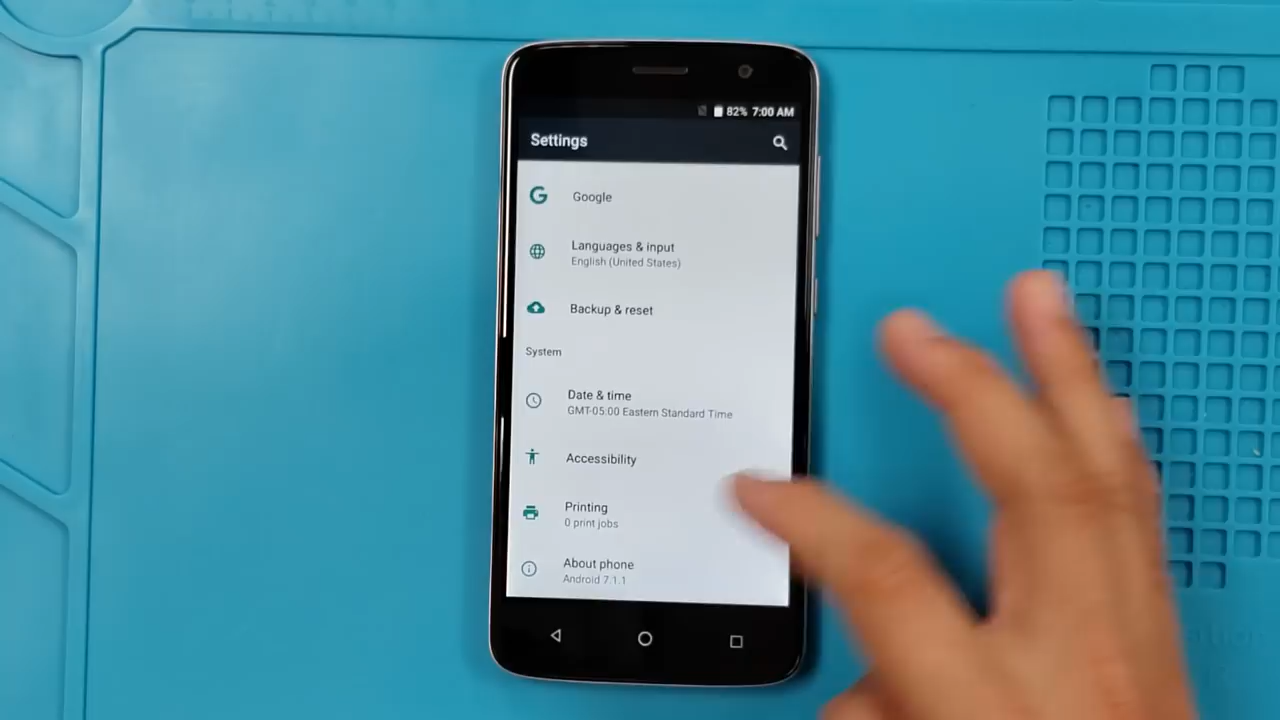 82% 7:00 AM
Settings
Google
Languages & input
English (United States)
Backup & reset
System
Date & time
GMT-05:00 Eastern Standard Time
Accessibility
Printing
0 print jobs
About phone
Android 7.1.1